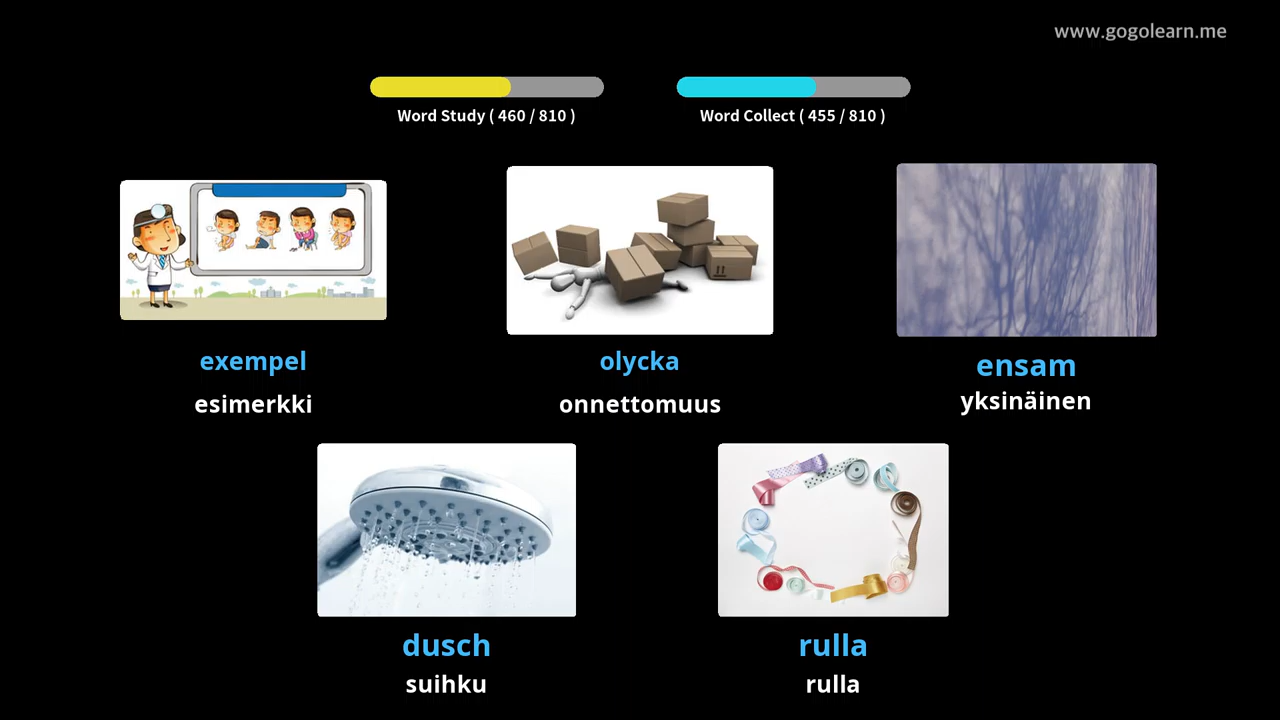 www.gogolearn.me
Word Study ( 460 / 810 )
Word Collect ( 455 / 810 )
exempel
esimerkki
olycka
onnettomuus
ensam
yksinäinen
dusch
suihku
rulla
rulla